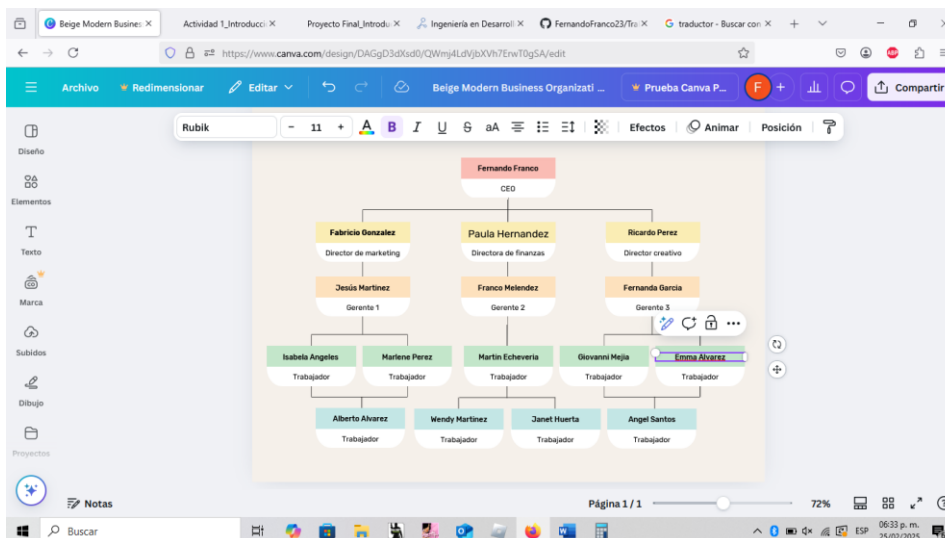 Beige Modern Busines
Actividad 1_Introducci
Proyecto Final_Introdu
Ingeniería en Desarroll
FernandoFranco23/Tra
traductor - Buscar con
https://www.canva.com/design/DAGgD3dXsd0/QWmj4LdVjbXVh7ErwT0gSA/edit
ABP
Archivo
Redimensionar
Editar
Beige Modern Business Organizati ...
Prueba Canva P...
F
Compartir
Rubik
- 11 +
A B I U S aA
Efectos
Animar
Posición
Diseño
Elementos
Texto
Marca
Subidos
Dibujo
Proyectos
Fernando Franco
CEO
Fabricio Gonzalez
Paula Hernandez
Ricardo Perez
Director de marketing
Directora de finanzas
Director creativo
Jesús Martinez
Franco Melendez
Fernanda Garcia
Gerente 1
Gerente 2
Gerente 3
Isabela Angeles
Marlene Perez
Martin Echeveria
Giovanni Mejia
Emma Alvarez
Trabajador
Trabajador
Trabajador
Trabajador
Trabajador
Alberto Alvarez
Wendy Martinez
Janet Huerta
Angel Santos
Trabajador
Trabajador
Trabajador
Trabajador
Notas
Página 1 / 1
72%
Buscar
ESP
06:33 p. m.
25/02/2025